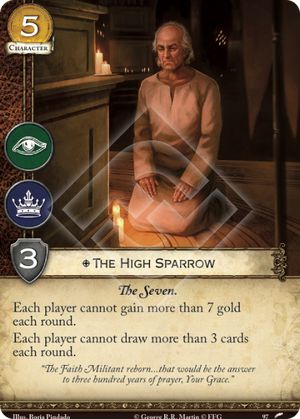 5
CHARACTER
3
THE HIGH SPARROW
The Seven.
Each player cannot gain more than 7 gold
each round.
Each player cannot draw more than 3 cards
each round.
"The Faith Militant reborn...that would be the answer
to three hundred years of prayer, Your Grace."
Illus. Borja Pindado
© George R.R. Martin © FFG
97